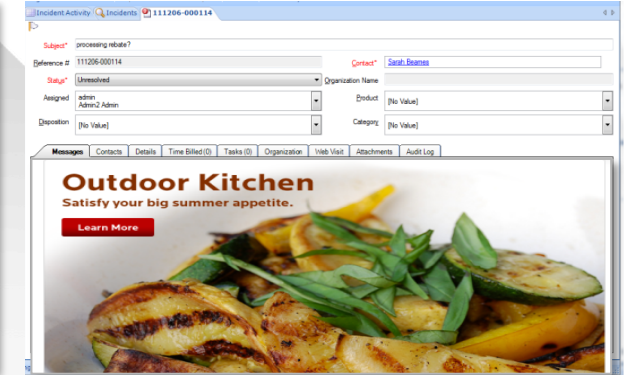 Incident Activity Incidents 111206-000114
Subject* processing rebate?
Reference # 111206-000114 Contact* Sarah Beames
Status* Unresolved Organization Name
Assigned admin Product [No Value]
Admin2 Admin
Disposition [No Value] Category [No Value]
Messages Contacts Details Time Billed (0) Tasks (0) Organization Web Visit Attachments Audit Log
Outdoor Kitchen
Satisfy your big summer appetite.
Learn More